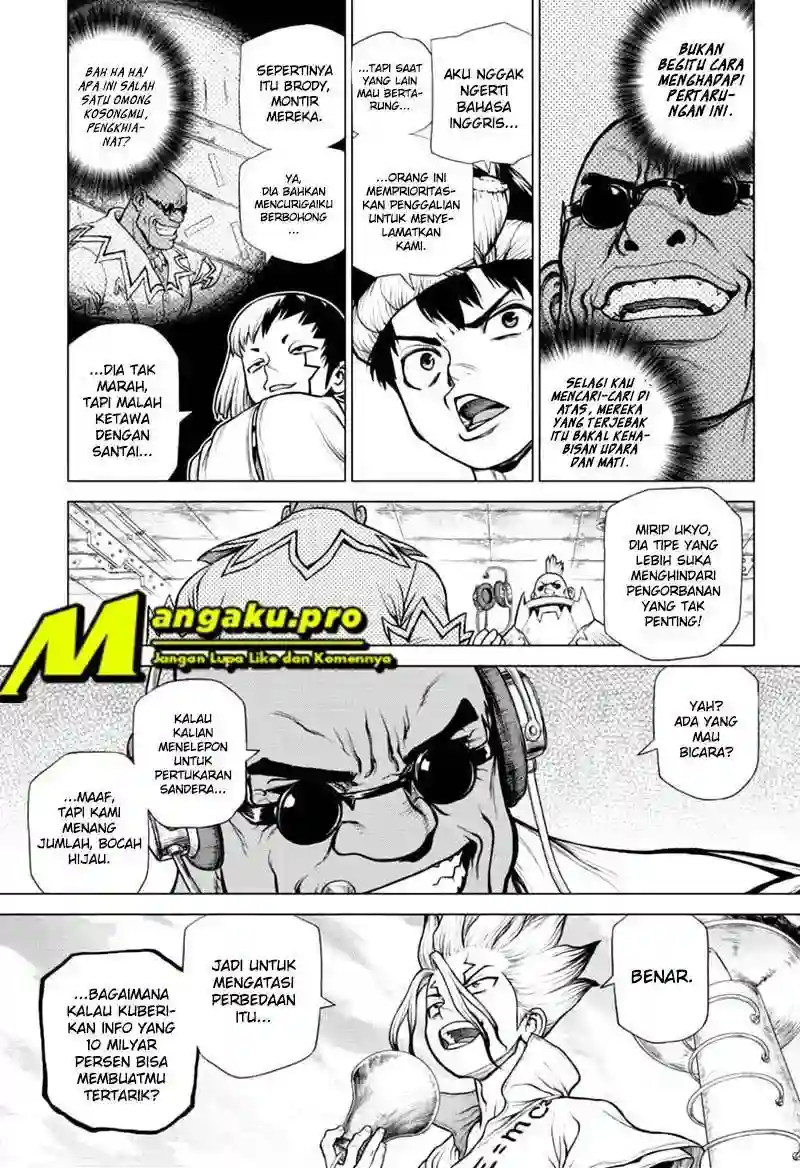 BUKAN
BEGITU CARA
MENGHADAPI
PERTARU-
NGAN INI.
SELAGI KAU
MENCARI-CARI DI
ATAS, MEREKA
YANG TERJEBAK
ITU BAKAL KEHA-
BISAN UDARA
DAN MATI.
AKU NGGAK
NGERTI
BAHASA
INGGRIS...
...TAPI SAAT
YANG LAIN
MAU BERTA-
RUNG...
...ORANG INI
MEMPRIORITAS-
KAN PENGGALIAN
UNTUK MENYE-
LAMATKAN
KAMI.
SEPERTINYA
ITU BRODY,
MONTIR
MEREKA.
YA,
DIA BAHKAN
MENCURIGAIKU
BERBOHONG
...
BAH HA HA!
APA INI SALAH
SATU OMONG
KOSONGMU,
PENGKHIA-
NAT?
...DIA TAK
MARAH,
TAPI MALAH
KETAWA
DENGAN
SANTAI...
MIRIP UKYO,
DIA TIPE YANG
LEBIH SUKA
MENGHINDARI
PENGORBANAN
YANG TAK
PENTING!
Mangaku.pro
Jangan Lupa Like dan Komennya
YAH?
ADA YANG
MAU
BICARA?
KALAU
KALIAN
MENELEPON
UNTUK
PERTUKARAN
SANDERA...
...MAAF,
TAPI KAMI
MENANG
JUMLAH, BOCAH
HIJAU.
BENAR.
JADI UNTUK
MENGATASI
PERBEDAAN
ITU...
...BAGAIMANA
KALAU KUBERI-
KAN INFO YANG
10 MILYAR
PERSEN BISA
MEMBUATMU
TERTARIK?
E=mc